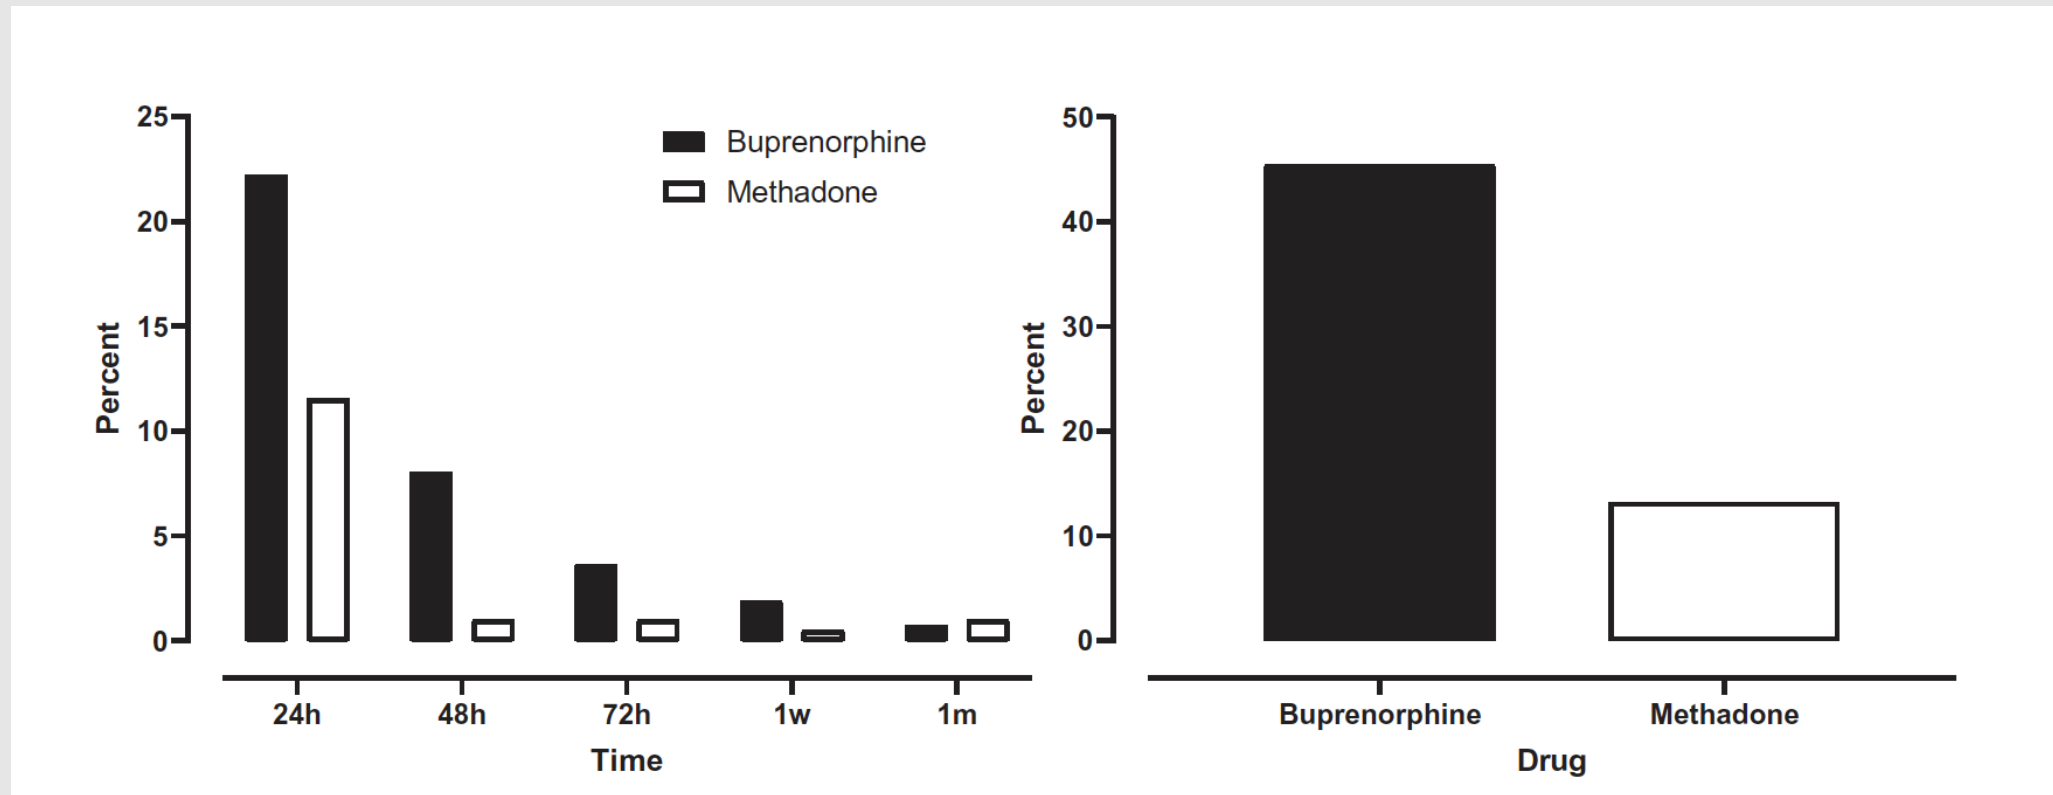 Percent
25
20
15
10
5
0
Buprenorphine
Methadone
24h 48h 72h 1w 1m
Time
Percent
50
40
30
20
10
0
Buprenorphine Methadone
Drug